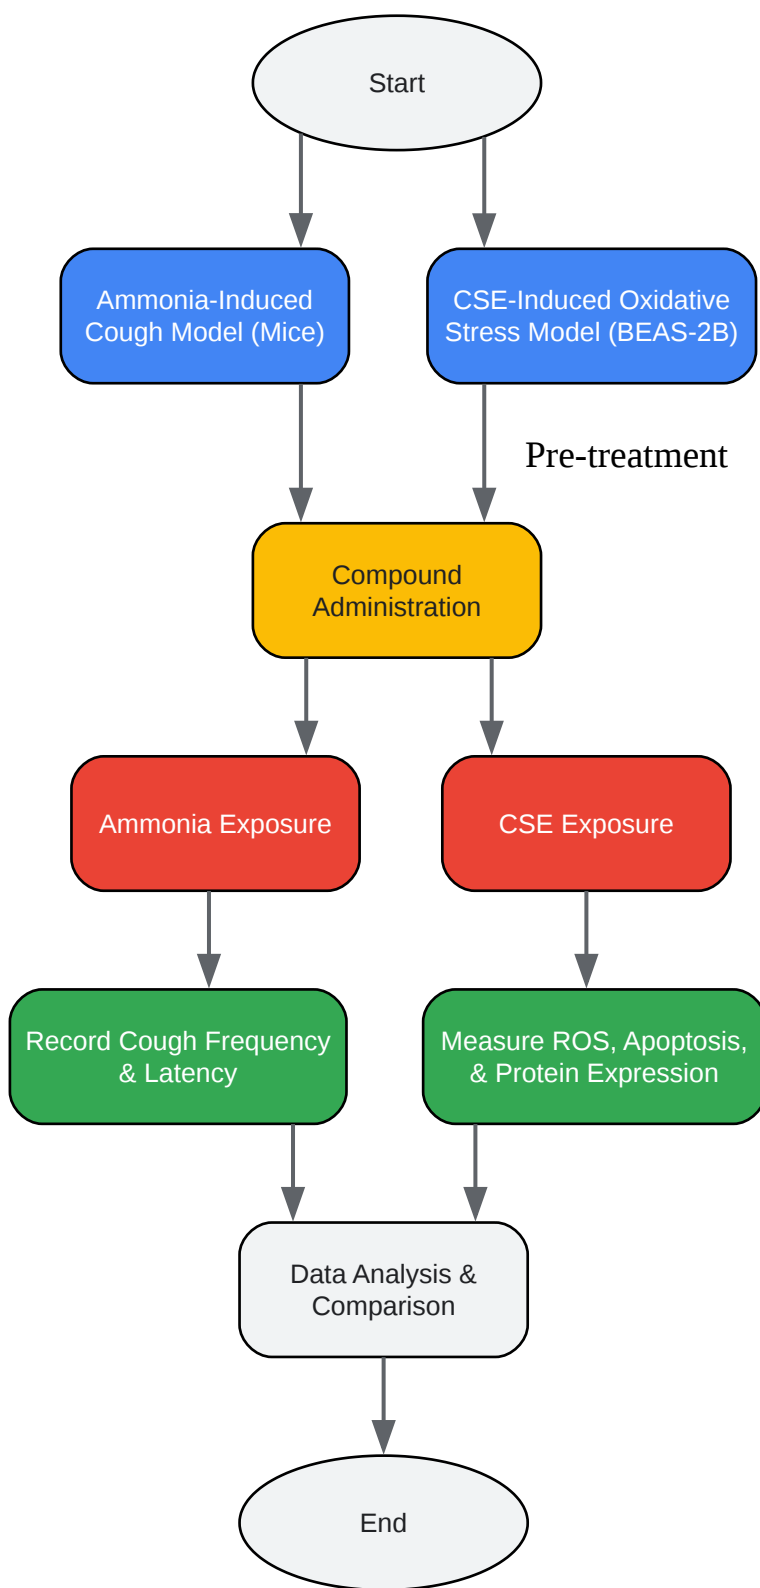 Start
Ammonia-Induced
Cough Model (Mice)
CSE-Induced Oxidative
Stress Model (BEAS-2B)
Pre-treatment
Compound
Administration
Ammonia Exposure
CSE Exposure
Record Cough Frequency
& Latency
Measure ROS, Apoptosis,
& Protein Expression
Data Analysis &
Comparison
End